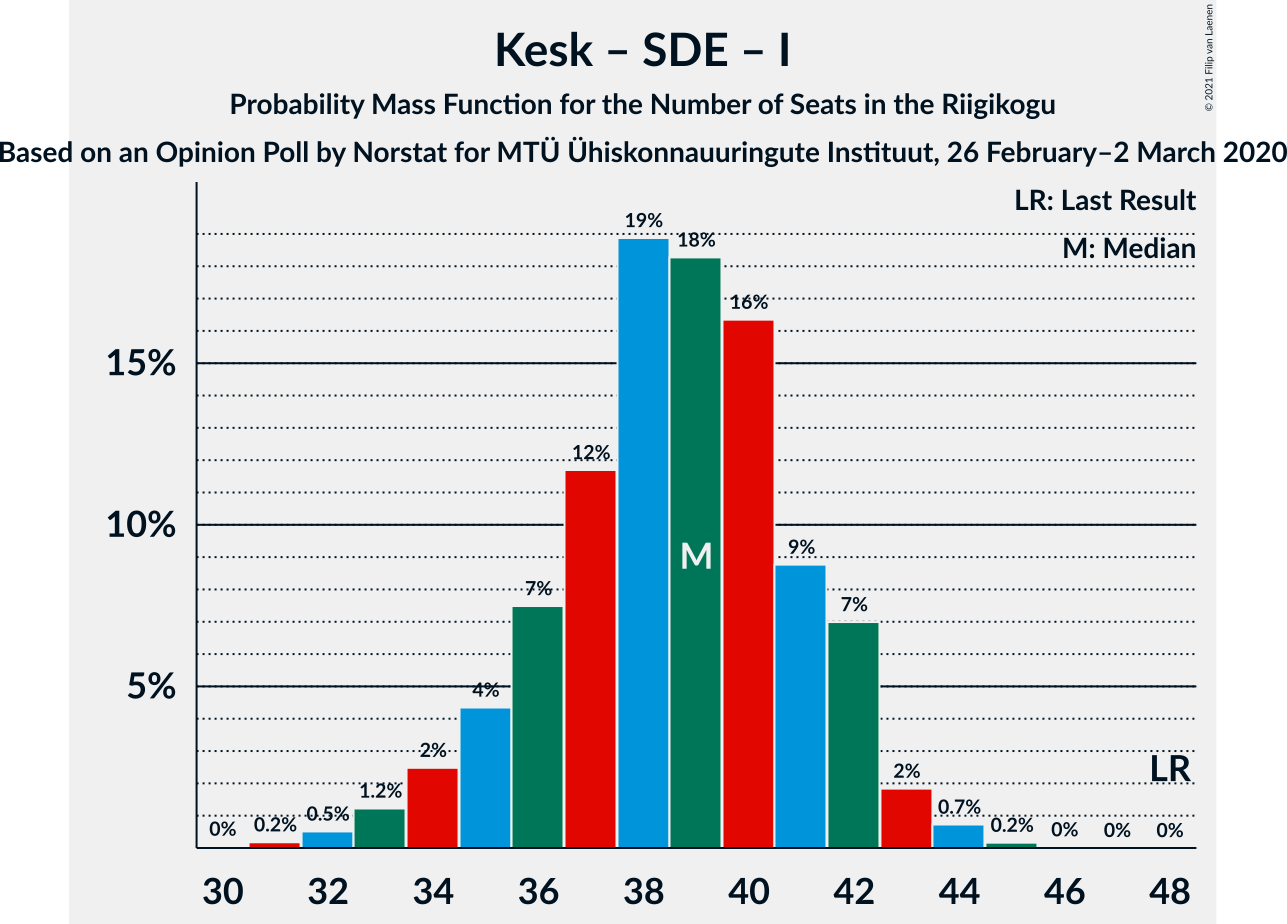 Kesk – SDE – I
Probability Mass Function for the Number of Seats in the Riigikogu
Based on an Opinion Poll by Norstat for MTÜ Ühiskonnauuringute Instituut, 26 February–2 March 2020
© 2021 Filip van Laenen
LR: Last Result
M: Median
15%
10%
5%
0%
0.2%
0.5%
1.2%
2%
4%
7%
12%
19%
18%
16%
9%
7%
2%
0.7%
0.2%
0%
0%
0%
M
LR
30 32 34 36 38 40 42 44 46 48